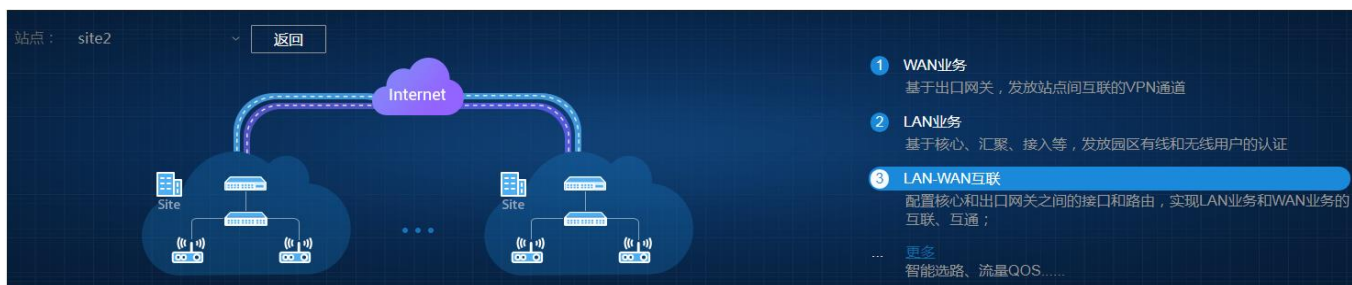 站点： site2 返回
Internet
Site
Site
1 WAN业务
基于出口网关，发放站点间互联的VPN通道
2 LAN业务
基于核心、汇聚、接入等，发放园区有线和无线用户的认证
3 LAN-WAN互联
配置核心和出口网关之间的接口和路由，实现LAN业务和WAN业务的
互联、互通；
... 更多
智能选路、流量QOS......